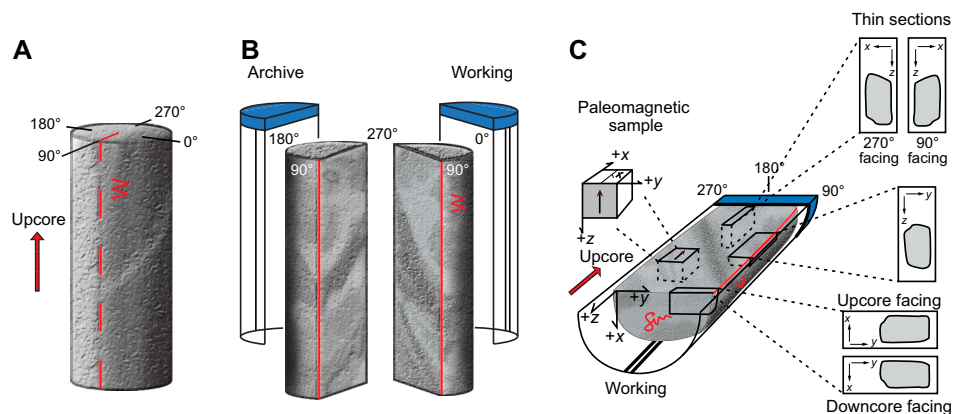 A
180°
270°
90°
0°
W
Upcore
B
Archive
Working
180°
270°
0°
90°
90°
W
C
Paleomagnetic
sample
+x
+y
+z
Upcore
270°
180°
90°
+y
+z
+x
Working
Thin sections
x
z
x
z
270°
facing
90°
facing
y
z
Upcore facing
x
y
y
x
Downcore facing